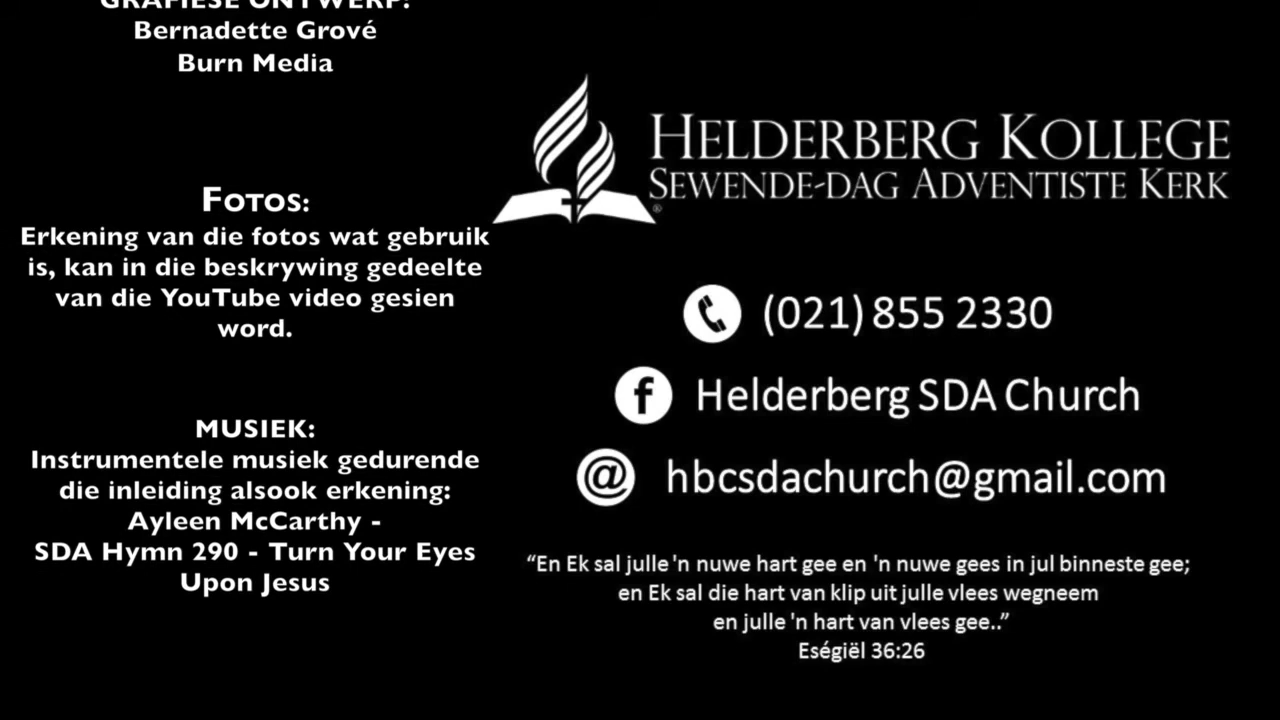 GRAFIESE ONTWERP:
Bernadette Grové
Burn Media
FOTOS:
Erkening van die fotos wat gebruik
is, kan in die beskrywing gedeelte
van die YouTube video gesien
word.
MUSIEK:
Instrumentele musiek gedurende
die inleiding alsook erkening:
Ayleen McCarthy -
SDA Hymn 290 - Turn Your Eyes
Upon Jesus
HELDERBERG KOLLEGE
SEWENDE-DAG ADVENTISTE KERK
®
(021) 855 2330
f
Helderberg SDA Church
@
hbcsdachurch@gmail.com
“En Ek sal julle 'n nuwe hart gee en 'n nuwe gees in jul binneste gee;
en Ek sal die hart van klip uit julle vlees wegneem
en julle 'n hart van vlees gee..”
Eségiël 36:26